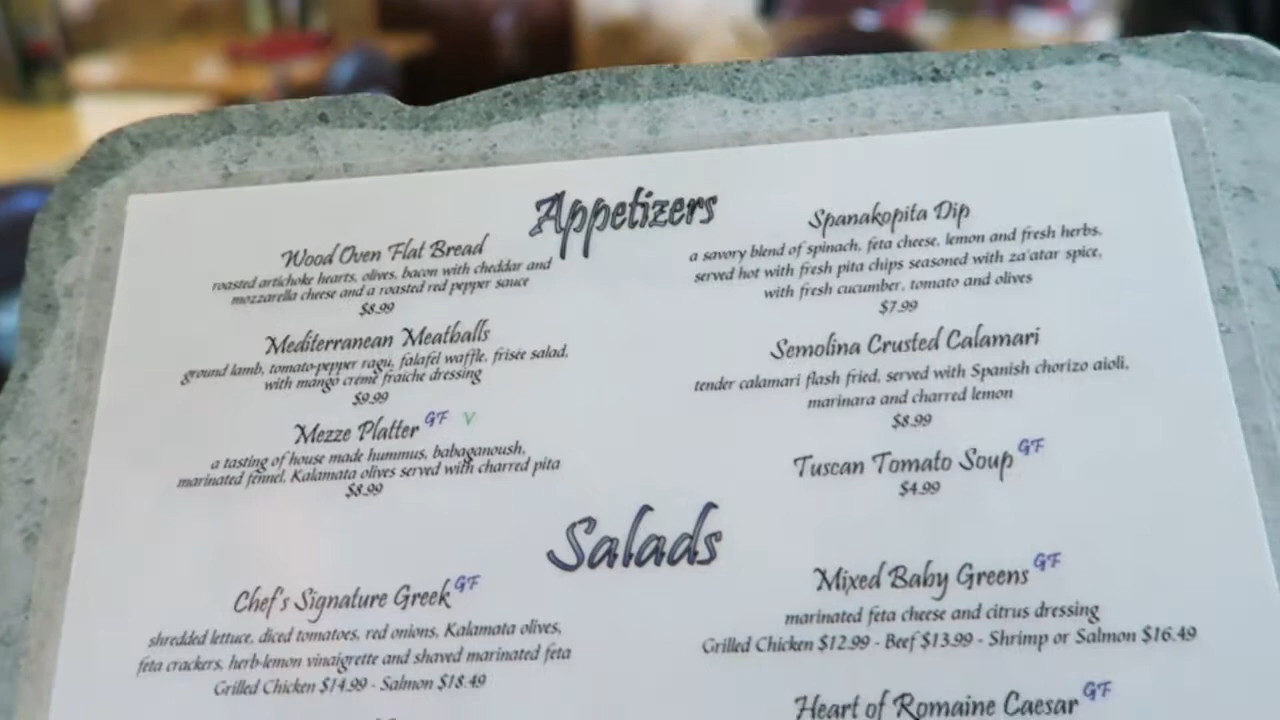 Appetizers
Wood Oven Flat Bread
roasted artichoke hearts, olives, bacon with cheddar and
mozzarella cheese and a roasted red pepper sauce
$8.99
Mediterranean Meatballs
ground lamb, tomato-pepper ragu, falafel waffle, frisée salad,
with mango crème fraiche dressing
$9.99
Mezze Platter GF V
a tasting of house made hummus, babaganoush,
marinated fennel, Kalamata olives served with charred pita
$8.99
Spanakopita Dip
a savory blend of spinach, feta cheese, lemon and fresh herbs,
served hot with fresh pita chips seasoned with za'atar spice,
with fresh cucumber, tomato and olives
$7.99
Semolina Crusted Calamari
tender calamari flash fried, served with Spanish chorizo aioli,
marinara and charred lemon
$8.99
Tuscan Tomato Soup GF
$4.99
Salads
Chef's Signature Greek GF
shredded lettuce, diced tomatoes, red onions, Kalamata olives,
feta crackers, herb-lemon vinaigrette and shaved marinated feta
Grilled Chicken $14.99 - Salmon $18.49
Mixed Baby Greens GF
marinated feta cheese and citrus dressing
Grilled Chicken $12.99 - Beef $13.99 - Shrimp or Salmon $16.49
Heart of Romaine Caesar GF